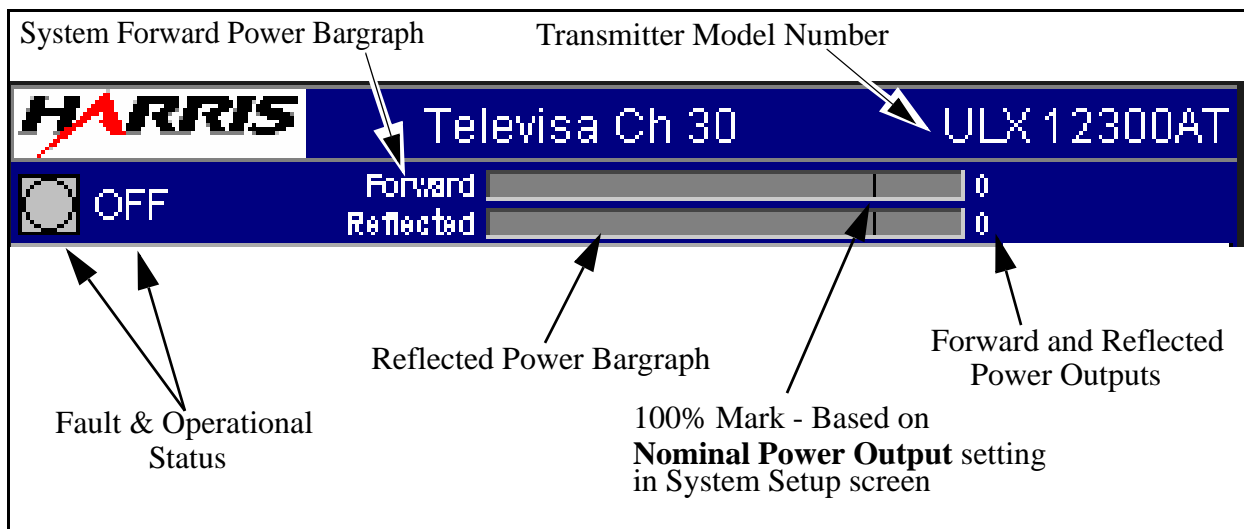 System Forward Power Bargraph
Transmitter Model Number
HARRIS
Televisa Ch 30
ULX 12300AT
OFF
Forward
0
Reflected
0
Reflected Power Bargraph
Forward and Reflected
Power Outputs
Fault & Operational
Status
100% Mark - Based on
Nominal Power Output setting
in System Setup screen